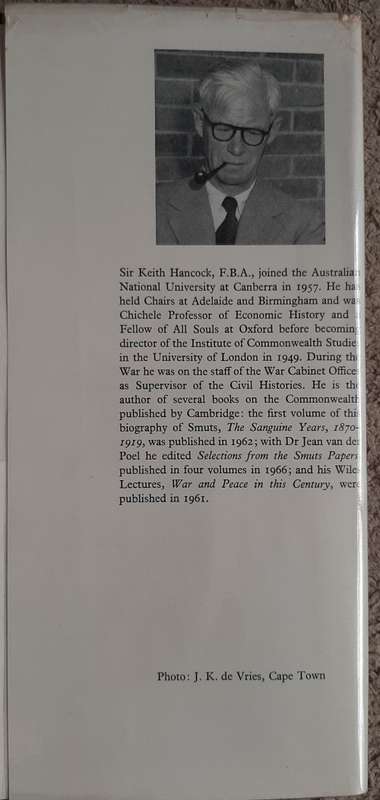 Sir Keith Hancock, F.B.A., joined the Australian
National University at Canberra in 1957. He has
held Chairs at Adelaide and Birmingham and was
Chichele Professor of Economic History and a
Fellow of All Souls at Oxford before becoming
director of the Institute of Commonwealth Studies
in the University of London in 1949. During the
War he was on the staff of the War Cabinet Offices
as Supervisor of the Civil Histories. He is the
author of several books on the Commonwealth
published by Cambridge: the first volume of this
biography of Smuts, The Sanguine Years, 1870-
1919, was published in 1962; with Dr Jean van der
Poel he edited Selections from the Smuts Papers,
published in four volumes in 1966; and his Wiles
Lectures, War and Peace in this Century, were
published in 1961.
Photo: J. K. de Vries, Cape Town